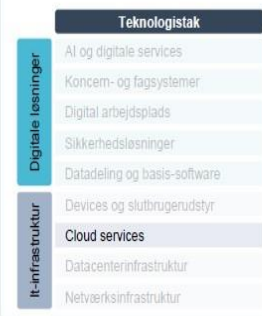 Teknologistak
Digitale løsninger
AI og digitale services
Koncern- og fagsystemer
Digital arbejdsplads
Sikkerhedsløsninger
Datadeling og basis-software
It-infrastruktur
Devices og slutbrugerudstyr
Cloud services
Datacenterinfrastruktur
Netværksinfrastruktur